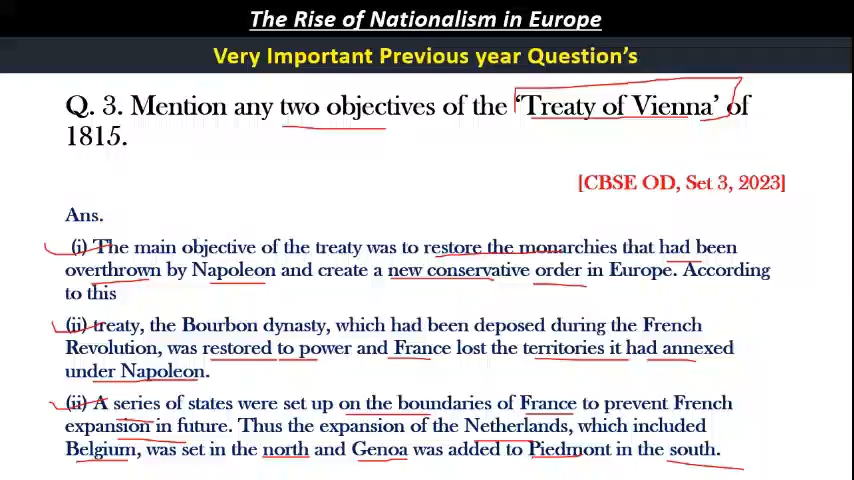 The Rise of Nationalism in Europe
Very Important Previous year Question's
Q. 3. Mention any two objectives of the 'Treaty of Vienna' of
1815.
[CBSE OD, Set 3, 2023]
Ans.
(i) The main objective of the treaty was to restore the monarchies that had been
overthrown by Napoleon and create a new conservative order in Europe. According
to this
(ii) treaty, the Bourbon dynasty, which had been deposed during the French
Revolution, was restored to power and France lost the territories it had annexed
under Napoleon.
(ii) A series of states were set up on the boundaries of France to prevent French
expansion in future. Thus the expansion of the Netherlands, which included
Belgium, was set in the north and Genoa was added to Piedmont in the south.